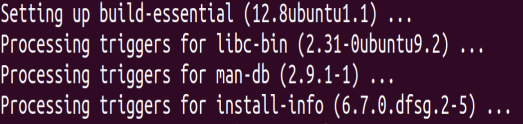 Setting up build-essential (12.8ubuntu1.1) ...
Processing triggers for libc-bin (2.31-0ubuntu9.2) ...
Processing triggers for man-db (2.9.1-1) ...
Processing triggers for install-info (6.7.0.dfsg.2-5) ...